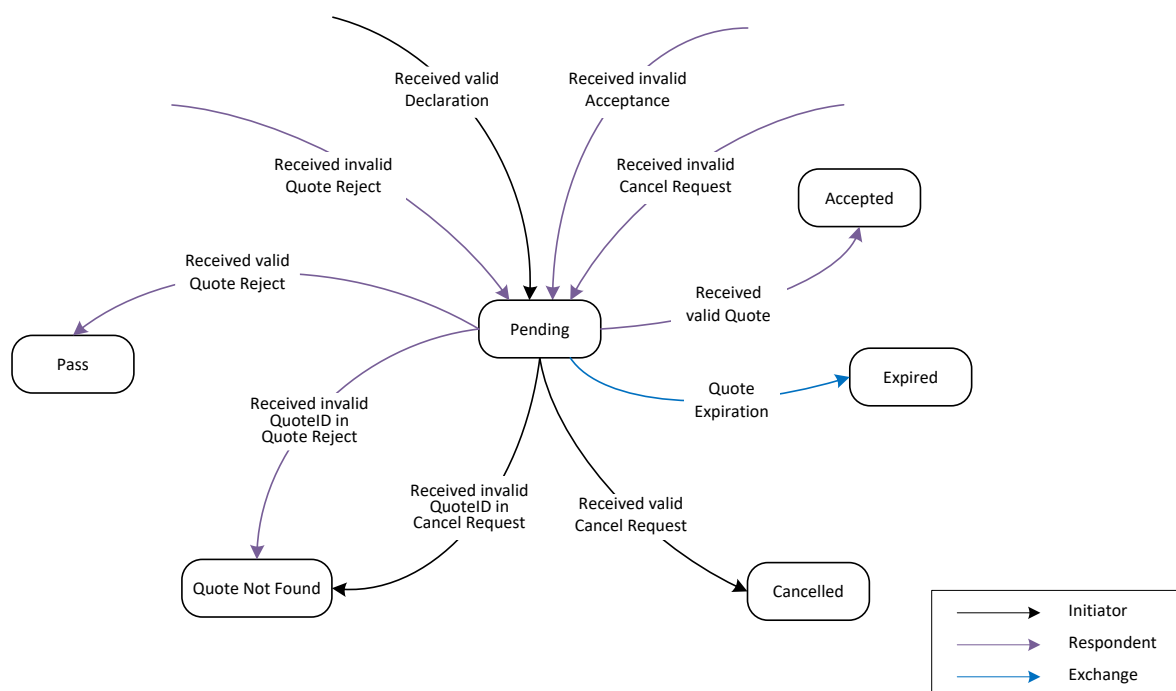 Received valid
Declaration
Received invalid
Acceptance
Received invalid
Quote Reject
Received invalid
Cancel Request
Accepted
Received valid
Quote Reject
Received
valid Quote
Pending
Pass
Expired
Quote
Expiration
Received invalid
QuoteID in
Quote Reject
Received invalid
QuoteID in
Cancel Request
Received valid
Cancel Request
Quote Not Found
Cancelled
Initiator
Respondent
Exchange